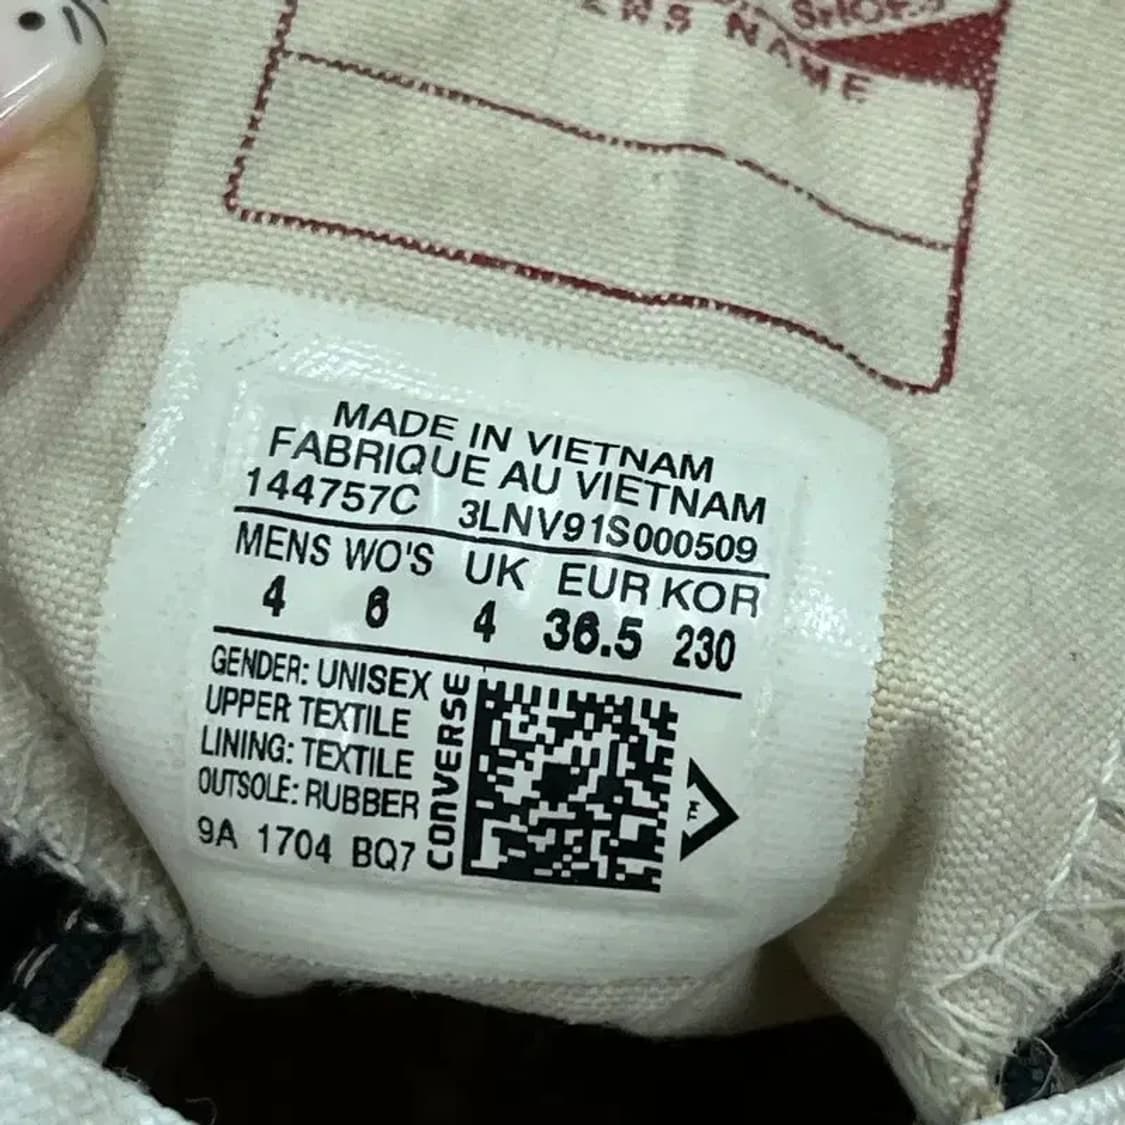 NAME
MADE IN VIETNAM
FABRIQUE AU VIETNAM
144757C 3LNV91S000509
MENS WO'S UK EUR KOR
4 6 4 36.5 230
GENDER: UNISEX
UPPER TEXTILE
LINING: TEXTILE
OUTSOLE: RUBBER
9A 1704 BQ7
CONVERSE